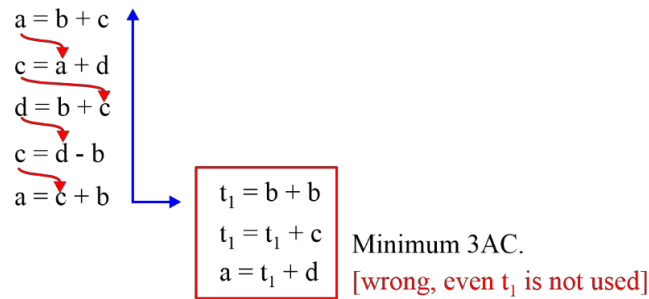 a = b + c
c = a + d
d = b + c
c = d - b
a = c + b
t₁ = b + b
t₁ = t₁ + c
a = t₁ + d
Minimum 3AC.
[wrong, even t₁ is not used]